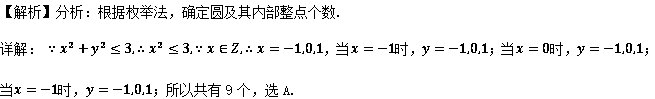 【解析】分析：根据枚举法，确定圆及其内部整点个数.
详解： ∵ x² + y² ≤ 3, ∴ x² ≤ 3, ∵ x ∈ Z, ∴ x = −1,0,1，当x = −1时，y = −1,0,1；当x = 0时，y = −1,0,1；
当x = −1时，y = −1,0,1；所以共有 9 个，选 A.